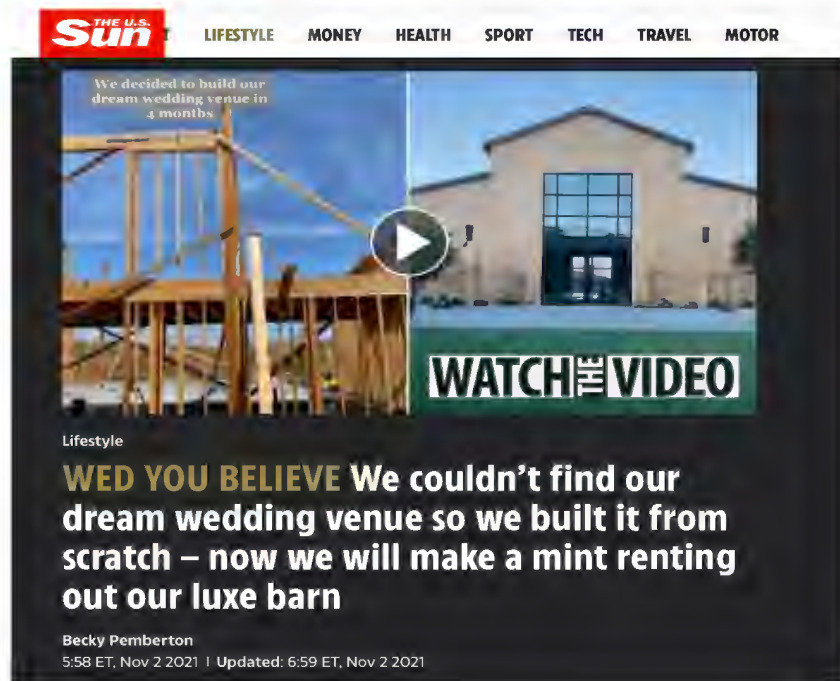 THE U.S.
Sun
LIFESTYLE MONEY HEALTH SPORT TECH TRAVEL MOTOR
We decided to build our
dream wedding venue in
4 months
WATCH THE VIDEO
Lifestyle
WED YOU BELIEVE We couldn't find our
dream wedding venue so we built it from
scratch – now we will make a mint renting
out our luxe barn
Becky Pemberton
5:58 ET, Nov 2 2021 | Updated: 6:59 ET, Nov 2 2021